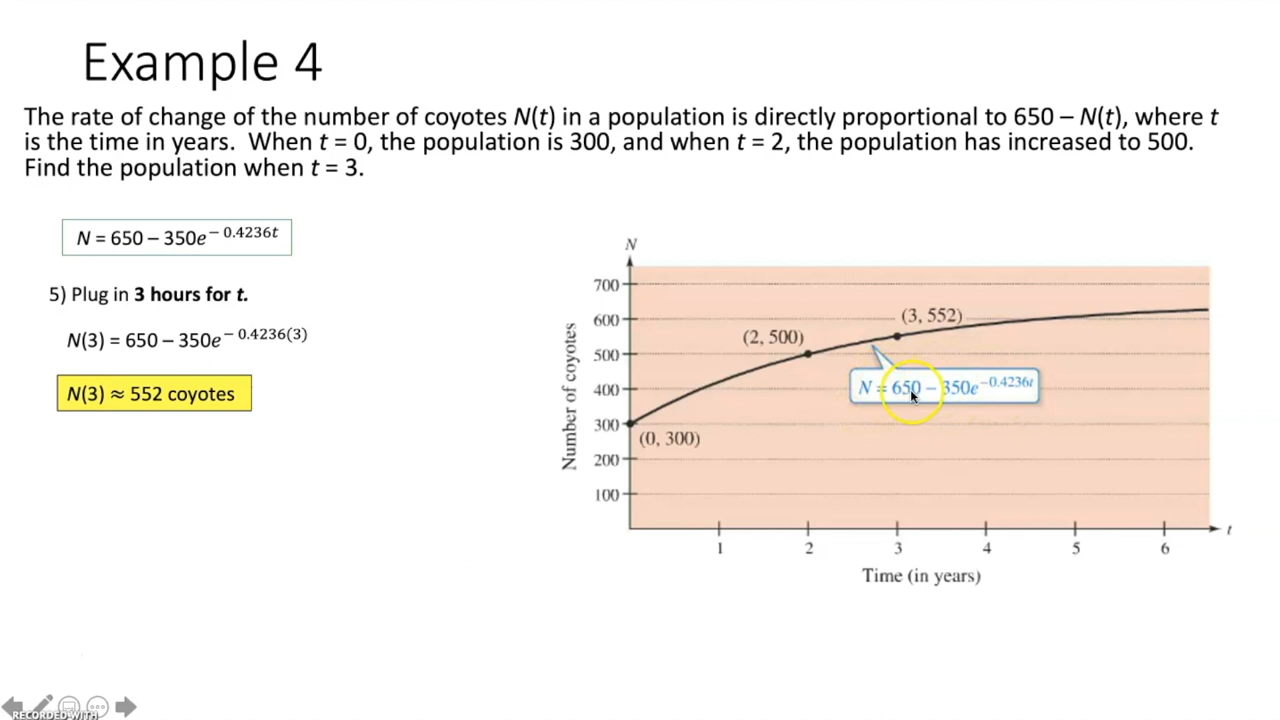 Example 4
The rate of change of the number of coyotes N(t) in a population is directly proportional to 650 – N(t), where t
is the time in years. When t = 0, the population is 300, and when t = 2, the population has increased to 500.
Find the population when t = 3.
N = 650 – 350e^– 0.4236t
5) Plug in 3 hours for t.
N(3) = 650 – 350e^– 0.4236(3)
N(3) ≈ 552 coyotes
N
700
600
500
400
300
200
100
Number of coyotes
(3, 552)
(2, 500)
N = 650 – 350e^–0.4236t
(0, 300)
t
1 2 3 4 5 6
Time (in years)
RECORDED WITH